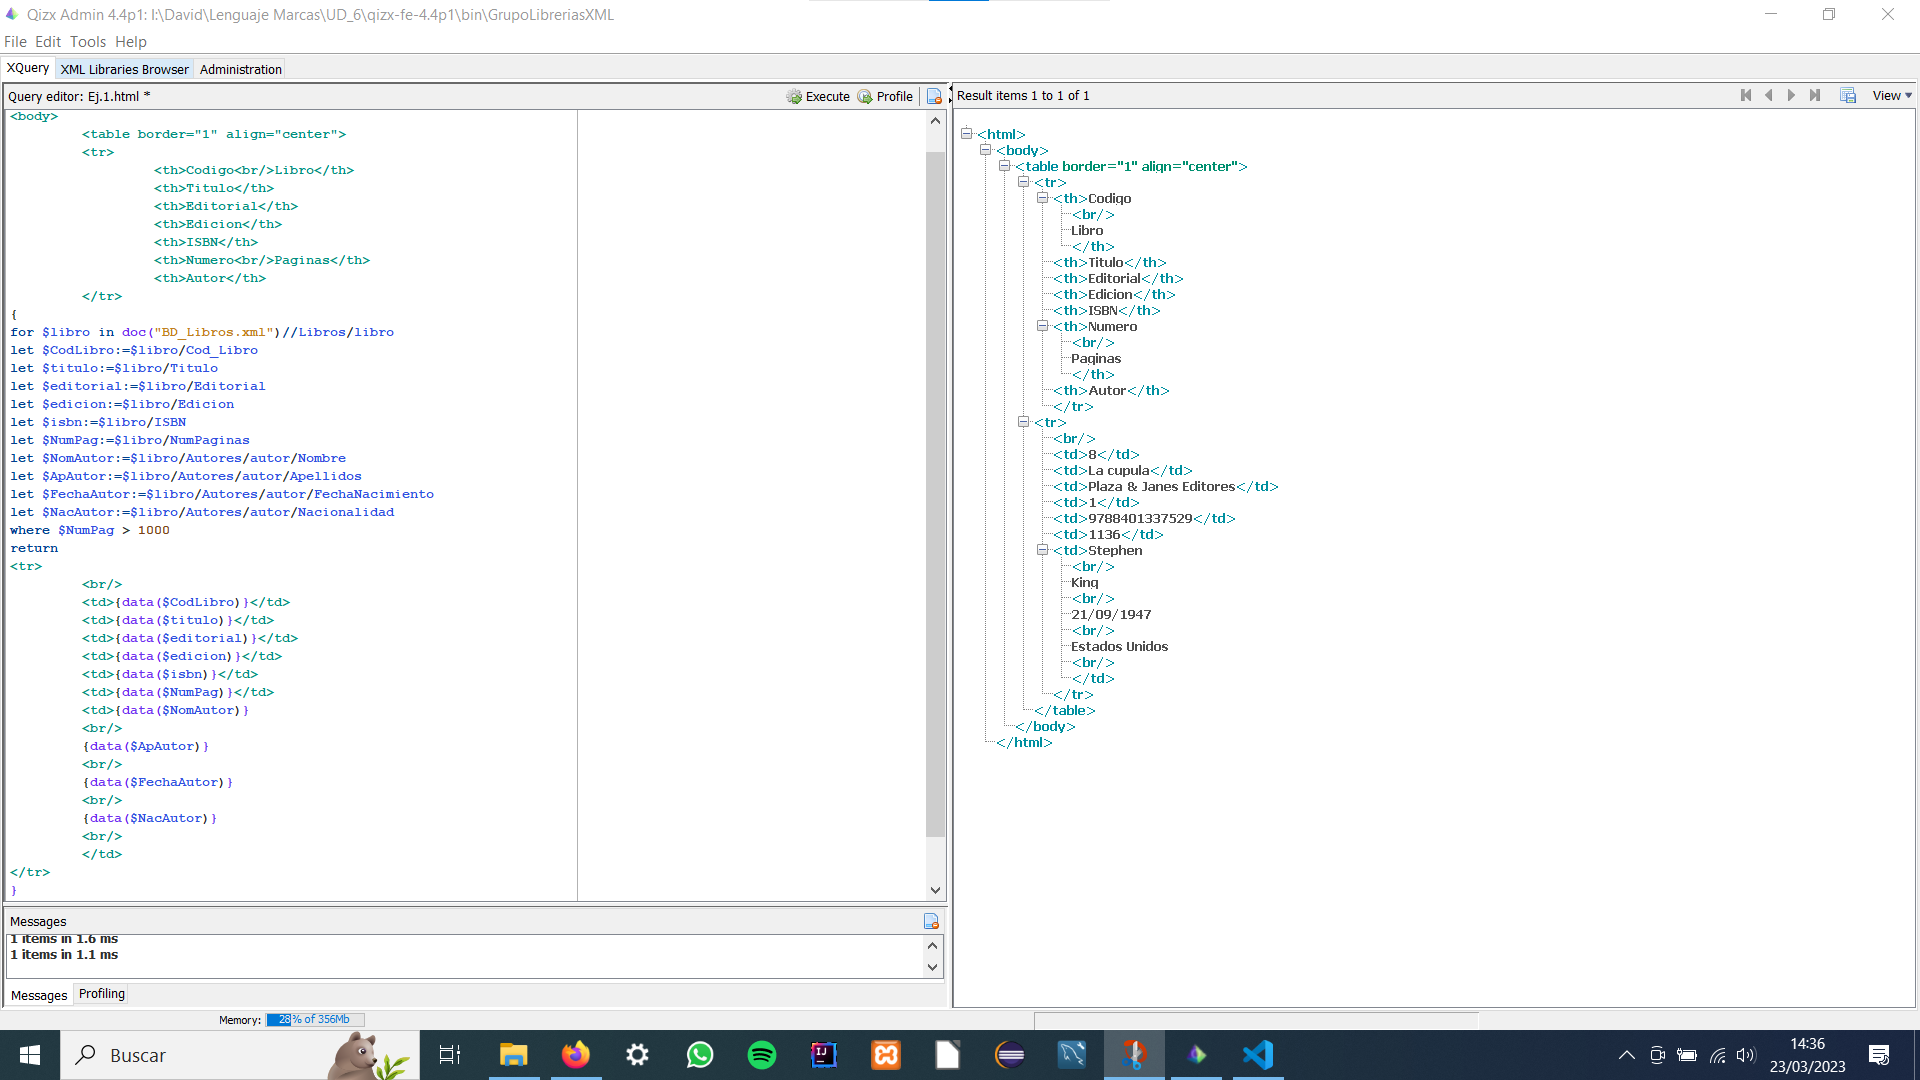 Qizx Admin 4.4p1: I:\David\Lenguaje Marcas\UD_6\qizx-fe-4.4p1\bin\GrupoLibreriasXML
File Edit Tools Help
XQuery XML Libraries Browser Administration
Query editor: Ej.1.html * Execute Profile
<body>
<table border="1" align="center">
<tr>
<th>Codigo<br/>Libro</th>
<th>Titulo</th>
<th>Editorial</th>
<th>Edicion</th>
<th>ISBN</th>
<th>Numero<br/>Paginas</th>
<th>Autor</th>
</tr>
{
for $libro in doc("BD_Libros.xml")//Libros/libro
let $CodLibro:=$libro/Cod_Libro
let $titulo:=$libro/Titulo
let $editorial:=$libro/Editorial
let $edicion:=$libro/Edicion
let $isbn:=$libro/ISBN
let $NumPag:=$libro/NumPaginas
let $NomAutor:=$libro/Autores/autor/Nombre
let $ApAutor:=$libro/Autores/autor/Apellidos
let $FechaAutor:=$libro/Autores/autor/FechaNacimiento
let $NacAutor:=$libro/Autores/autor/Nacionalidad
where $NumPag > 1000
return
<tr>
<br/>
<td>{data($CodLibro)}</td>
<td>{data($titulo)}</td>
<td>{data($editorial)}</td>
<td>{data($edicion)}</td>
<td>{data($isbn)}</td>
<td>{data($NumPag)}</td>
<td>{data($NomAutor)}
<br/>
{data($ApAutor)}
<br/>
{data($FechaAutor)}
<br/>
{data($NacAutor)}
<br/>
</td>
</tr>
}
Messages
1 items in 1.6 ms
1 items in 1.1 ms
Messages Profiling
Memory: 28% of 356Mb
Result items 1 to 1 of 1 View
<html>
<body>
<table border="1" align="center">
<tr>
<th>Codigo
<br/>
Libro
</th>
<th>Titulo</th>
<th>Editorial</th>
<th>Edicion</th>
<th>ISBN</th>
<th>Numero
<br/>
Paginas
</th>
<th>Autor</th>
</tr>
<tr>
<br/>
<td>8</td>
<td>La cupula</td>
<td>Plaza & Janes Editores</td>
<td>1</td>
<td>9788401337529</td>
<td>1136</td>
<td>Stephen
<br/>
King
<br/>
21/09/1947
<br/>
Estados Unidos
<br/>
</td>
</tr>
</table>
</body>
</html>
Buscar
14:36
23/03/2023